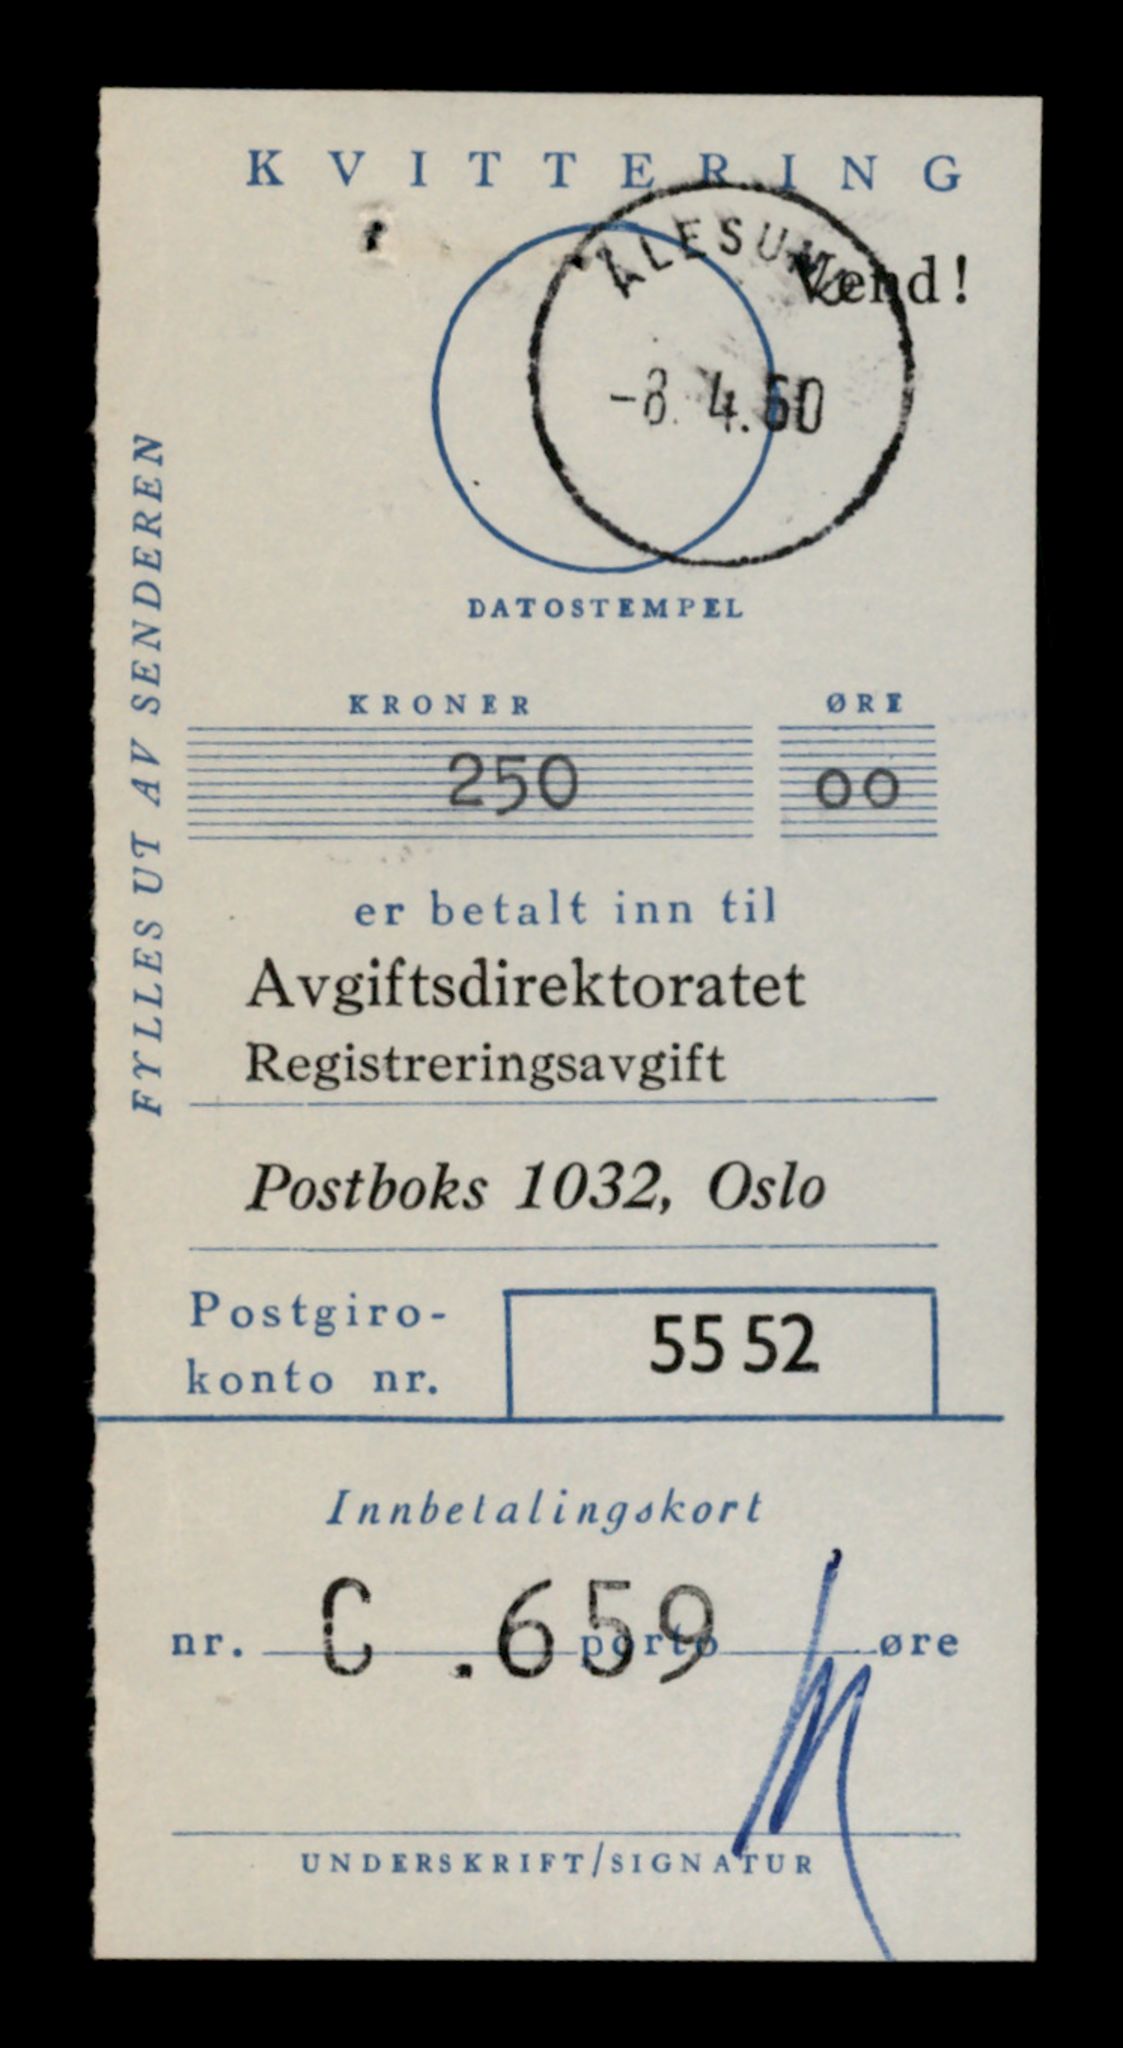 KVITTERING
ÅLESUND
Vend!
-8. 4.60
DATOSTEMPEL
FYLLES UT AV SENDEREN
KRONER ØRE
250 00
er betalt inn til
Avgiftsdirektoratet
Registreringsavgift
Postboks 1032, Oslo
Postgiro-
konto nr.
55 52
Innbetalingskort
nr. C .659 porto øre
UNDERSKRIFT/SIGNATUR